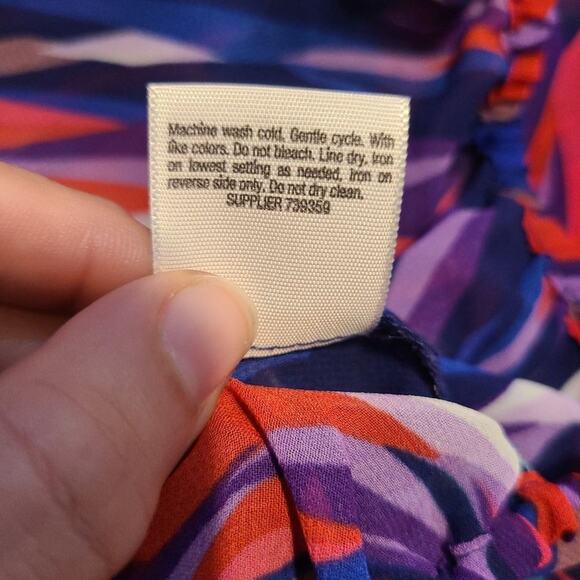 Machine wash cold. Gentle cycle. With
like colors. Do not bleach. Line dry. Iron
on lowest setting as needed. Iron on
reverse side only. Do not dry clean.
SUPPLIER 739359